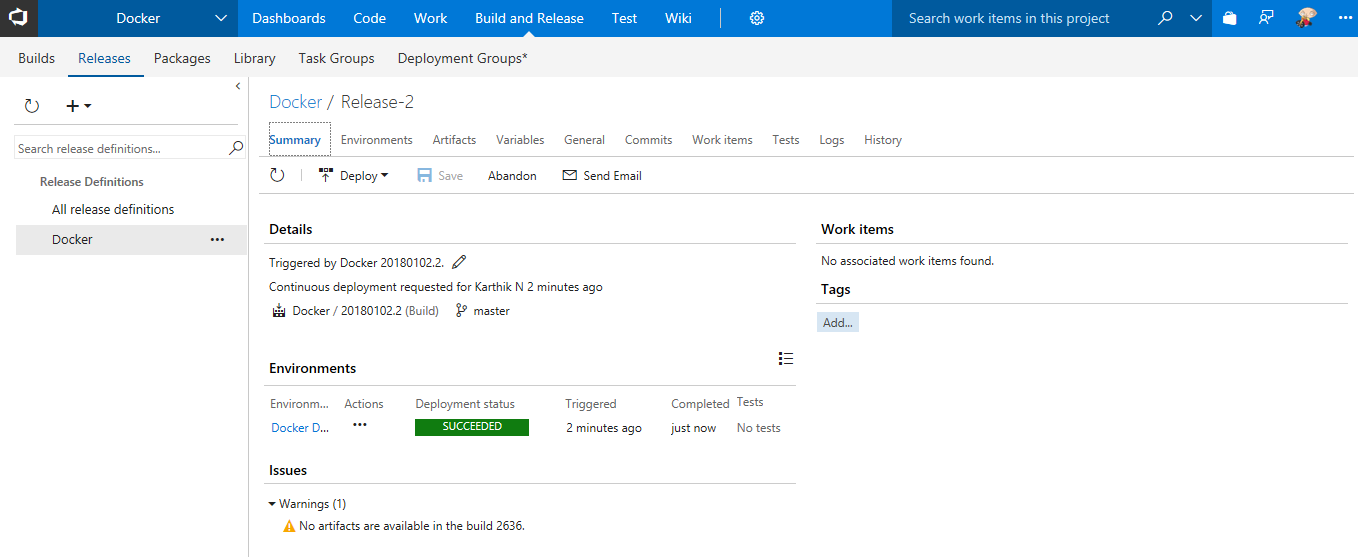 Docker Dashboards Code Work Build and Release Test Wiki Search work items in this project
Builds Releases Packages Library Task Groups Deployment Groups*
Docker / Release-2
Summary Environments Artifacts Variables General Commits Work items Tests Logs History
Search release definitions...
Deploy Save Abandon Send Email
Release Definitions
All release definitions
Docker ...
Details
Triggered by Docker 20180102.2.
Continuous deployment requested for Karthik N 2 minutes ago
Docker / 20180102.2 (Build) master
Environments
Environm... Actions Deployment status Triggered Completed Tests
Docker D... ... SUCCEEDED 2 minutes ago just now No tests
Issues
Warnings (1)
No artifacts are available in the build 2636.
Work items
No associated work items found.
Tags
Add...